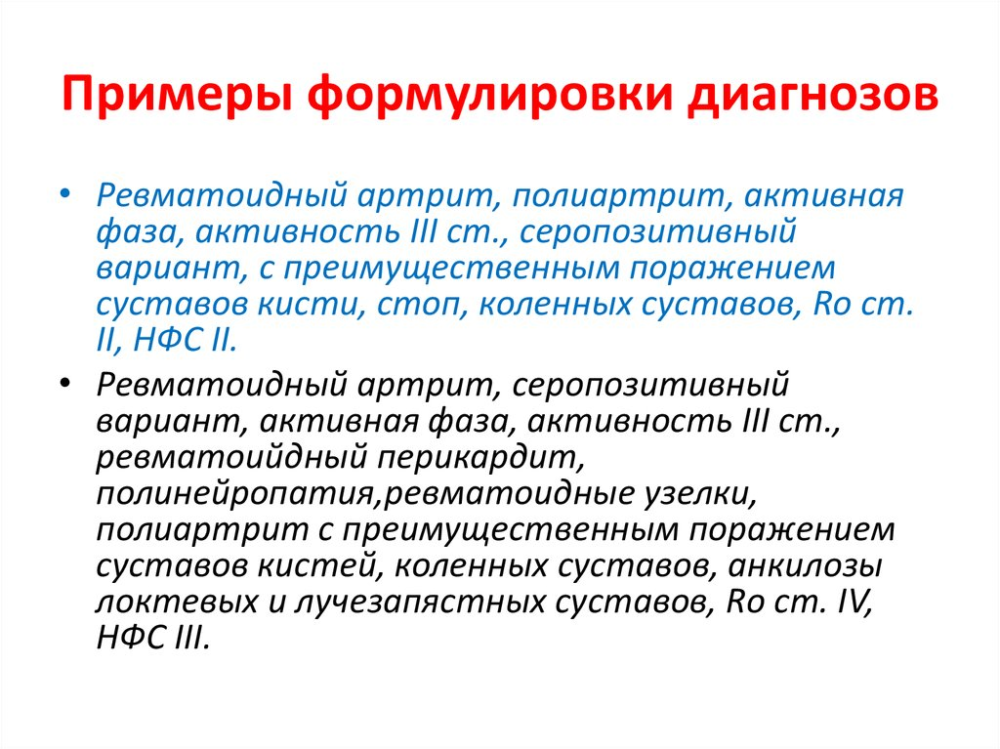 Примеры формулировки диагнозов
• Ревматоидный артрит, полиартрит, активная
фаза, активность III ст., серопозитивный
вариант, с преимущественным поражением
суставов кисти, стоп, коленных суставов, Ro ст.
II, НФС II.
• Ревматоидный артрит, серопозитивный
вариант, активная фаза, активность III ст.,
ревматоийдный перикардит,
полинейропатия,ревматоидные узелки,
полиартрит с преимущественным поражением
суставов кистей, коленных суставов, анкилозы
локтевых и лучезапястных суставов, Ro ст. IV,
НФС III.